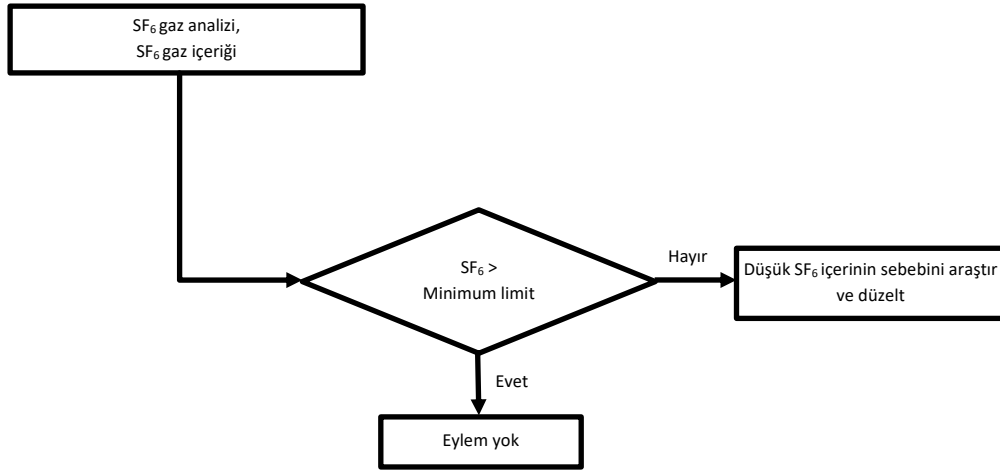 SF₆ gaz analizi,
SF₆ gaz içeriği
SF₆ >
Minimum limit
Hayır
Düşük SF₆ içerinin sebebini araştır
ve düzelt
Evet
Eylem yok